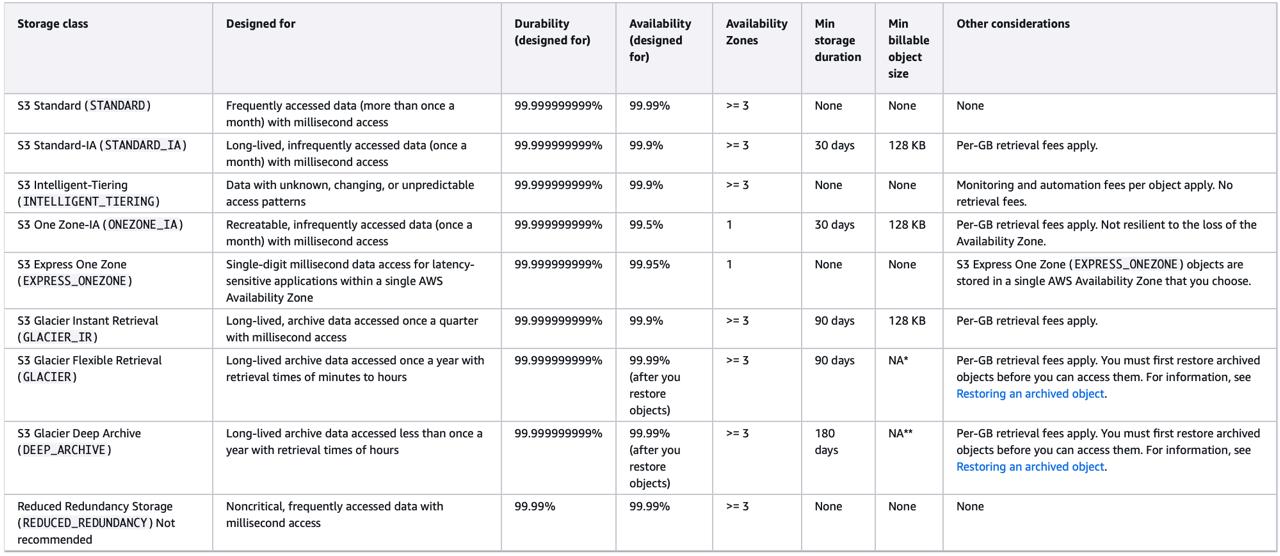 Storage class
Designed for
Durability
(designed for)
Availability
(designed
for)
Availability
Zones
Min
storage
duration
Min
billable
object
size
Other considerations
S3 Standard (STANDARD)
Frequently accessed data (more than once a
month) with millisecond access
99.999999999%
99.99%
>= 3
None
None
None
S3 Standard-IA (STANDARD_IA)
Long-lived, infrequently accessed data (once a
month) with millisecond access
99.999999999%
99.9%
>= 3
30 days
128 KB
Per-GB retrieval fees apply.
S3 Intelligent-Tiering
(INTELLIGENT_TIERING)
Data with unknown, changing, or unpredictable
access patterns
99.999999999%
99.9%
>= 3
None
None
Monitoring and automation fees per object apply. No
retrieval fees.
S3 One Zone-IA (ONEZONE_IA)
Recreatable, infrequently accessed data (once a
month) with millisecond access
99.999999999%
99.5%
1
30 days
128 KB
Per-GB retrieval fees apply. Not resilient to the loss of the
Availability Zone.
S3 Express One Zone
(EXPRESS_ONEZONE)
Single-digit millisecond data access for latency-
sensitive applications within a single AWS
Availability Zone
99.999999999%
99.95%
1
None
None
S3 Express One Zone (EXPRESS_ONEZONE) objects are
stored in a single AWS Availability Zone that you choose.
S3 Glacier Instant Retrieval
(GLACIER_IR)
Long-lived, archive data accessed once a quarter
with millisecond access
99.999999999%
99.9%
>= 3
90 days
128 KB
Per-GB retrieval fees apply.
S3 Glacier Flexible Retrieval
(GLACIER)
Long-lived archive data accessed once a year with
retrieval times of minutes to hours
99.999999999%
99.99%
(after you
restore
objects)
>= 3
90 days
NA*
Per-GB retrieval fees apply. You must first restore archived
objects before you can access them. For information, see
Restoring an archived object.
S3 Glacier Deep Archive
(DEEP_ARCHIVE)
Long-lived archive data accessed less than once a
year with retrieval times of hours
99.999999999%
99.99%
(after you
restore
objects)
>= 3
180
days
NA**
Per-GB retrieval fees apply. You must first restore archived
objects before you can access them. For information, see
Restoring an archived object.
Reduced Redundancy Storage
(REDUCED_REDUNDANCY) Not
recommended
Noncritical, frequently accessed data with
millisecond access
99.99%
99.99%
>= 3
None
None
None